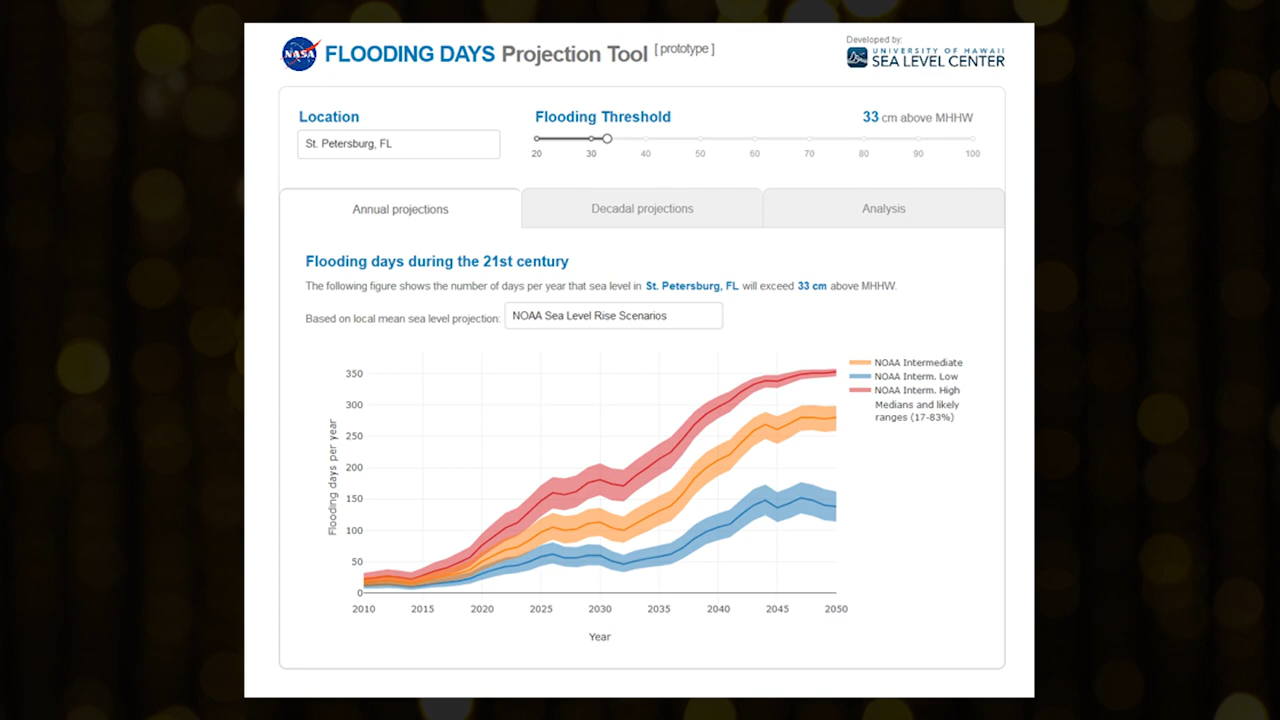 NASA
FLOODING DAYS Projection Tool [ prototype ]
Developed by:
UNIVERSITY OF HAWAII
SEA LEVEL CENTER
Location
St. Petersburg, FL
Flooding Threshold
33 cm above MHHW
20 30 40 50 60 70 80 90 100
Annual projections
Decadal projections
Analysis
Flooding days during the 21st century
The following figure shows the number of days per year that sea level in St. Petersburg, FL will exceed 33 cm above MHHW.
Based on local mean sea level projection: NOAA Sea Level Rise Scenarios
Flooding days per year
350
300
250
200
150
100
50
0
2010 2015 2020 2025 2030 2035 2040 2045 2050
Year
NOAA Intermediate
NOAA Interm. Low
NOAA Interm. High
Medians and likely
ranges (17-83%)